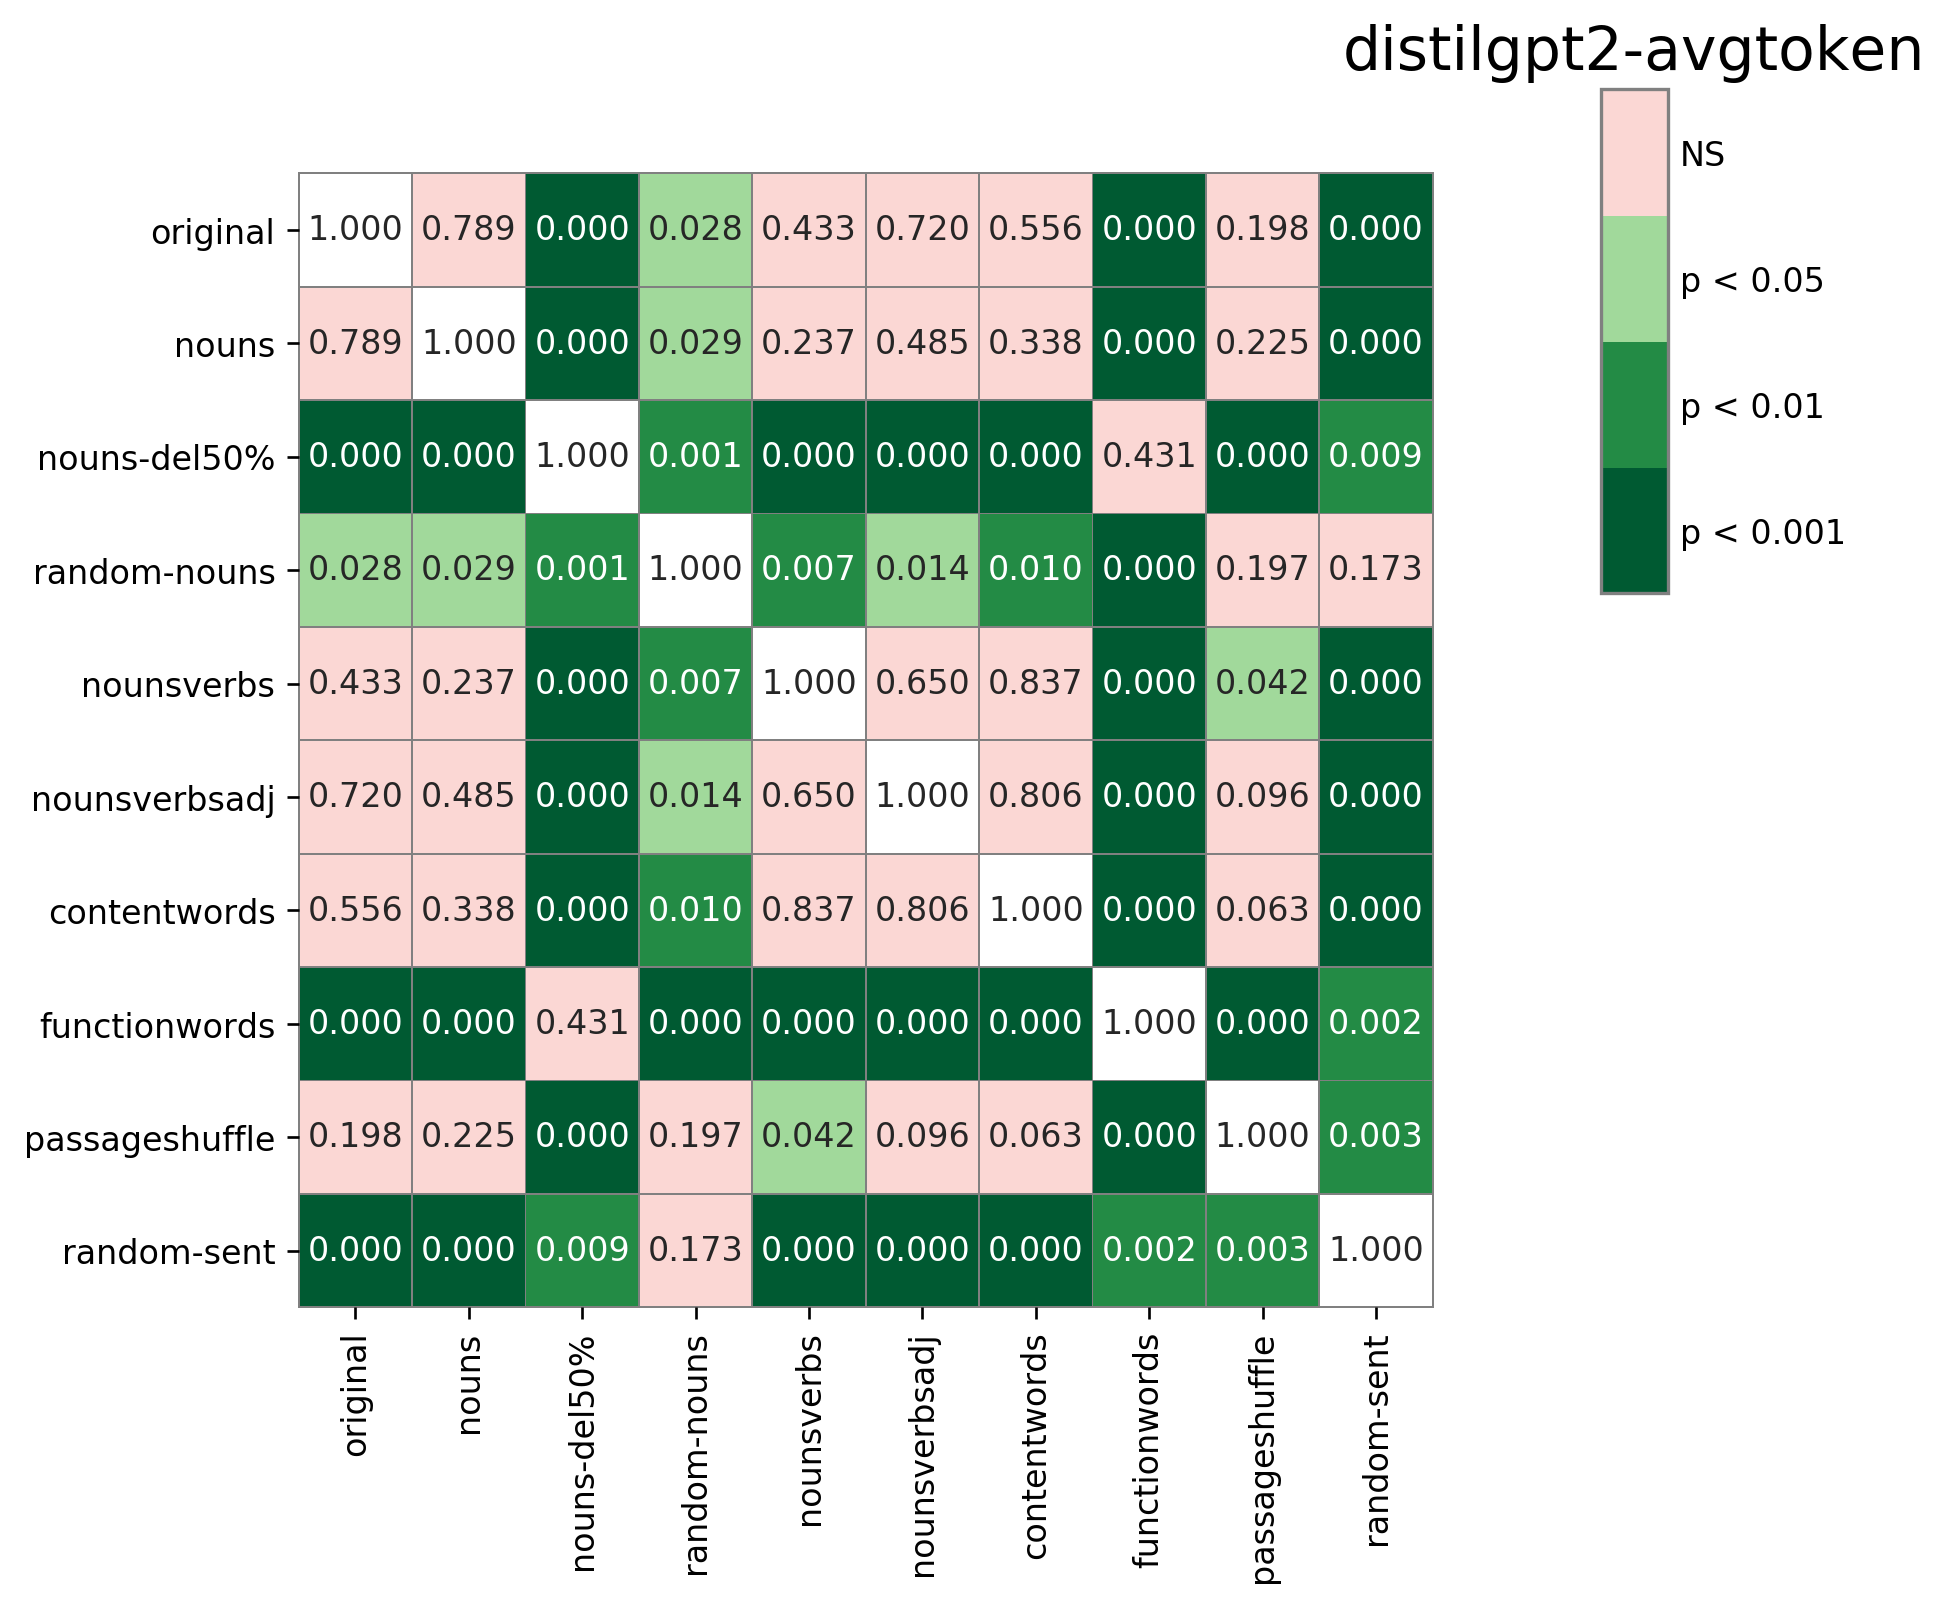 distilgpt2-avgtoken
NS
p < 0.05
p < 0.01
p < 0.001
original 1.000 0.789 0.000 0.028 0.433 0.720 0.556 0.000 0.198 0.000
nouns 0.789 1.000 0.000 0.029 0.237 0.485 0.338 0.000 0.225 0.000
nouns-del50% 0.000 0.000 1.000 0.001 0.000 0.000 0.000 0.431 0.000 0.009
random-nouns 0.028 0.029 0.001 1.000 0.007 0.014 0.010 0.000 0.197 0.173
nounsverbs 0.433 0.237 0.000 0.007 1.000 0.650 0.837 0.000 0.042 0.000
nounsverbsadj 0.720 0.485 0.000 0.014 0.650 1.000 0.806 0.000 0.096 0.000
contentwords 0.556 0.338 0.000 0.010 0.837 0.806 1.000 0.000 0.063 0.000
functionwords 0.000 0.000 0.431 0.000 0.000 0.000 0.000 1.000 0.000 0.002
passageshuffle 0.198 0.225 0.000 0.197 0.042 0.096 0.063 0.000 1.000 0.003
random-sent 0.000 0.000 0.009 0.173 0.000 0.000 0.000 0.002 0.003 1.000
original
nouns
nouns-del50%
random-nouns
nounsverbs
nounsverbsadj
contentwords
functionwords
passageshuffle
random-sent